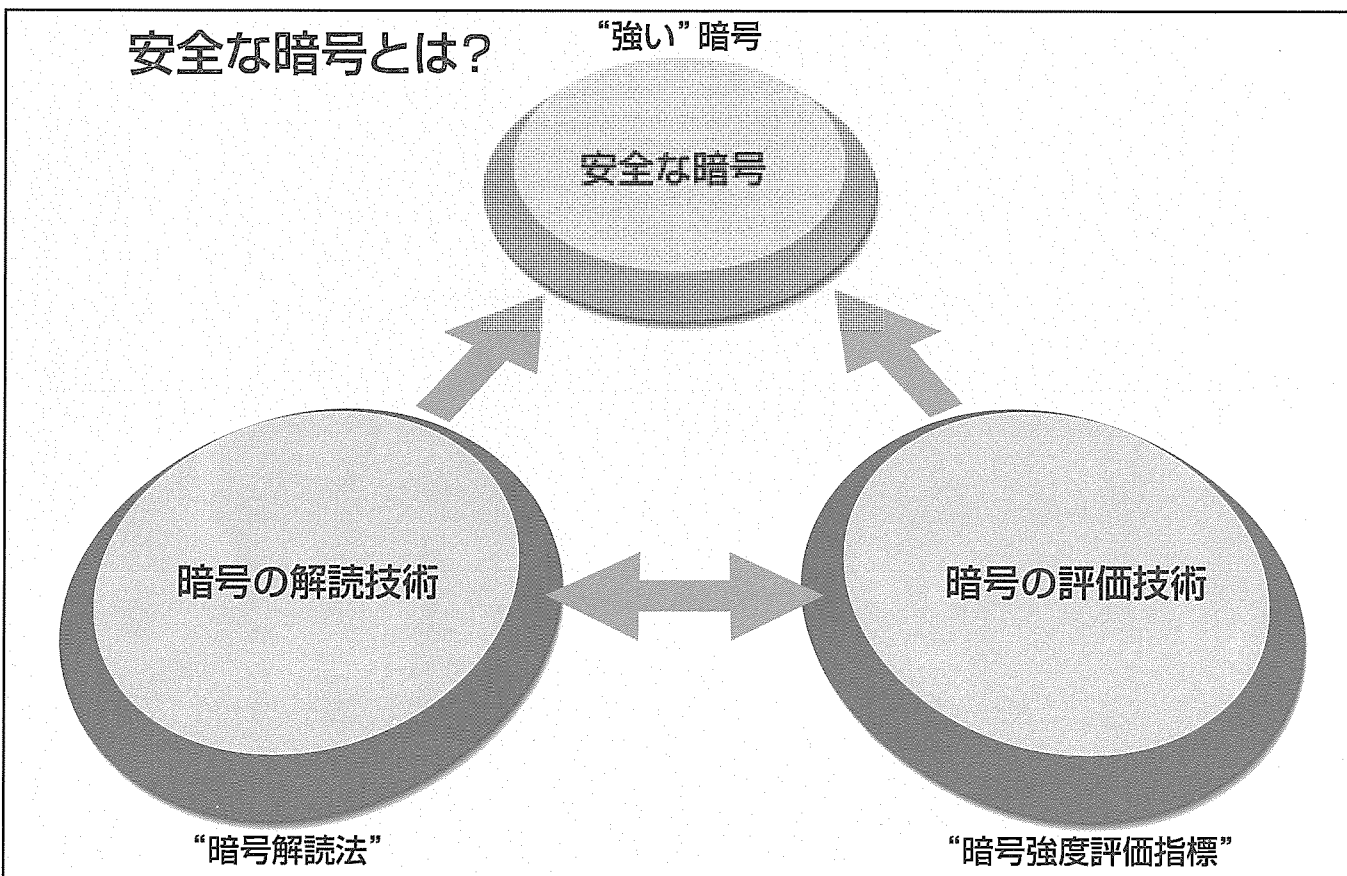 安全な暗号とは?
“強い”暗号
安全な暗号
暗号の解読技術
暗号の評価技術
“暗号解読法”
“暗号強度評価指標”